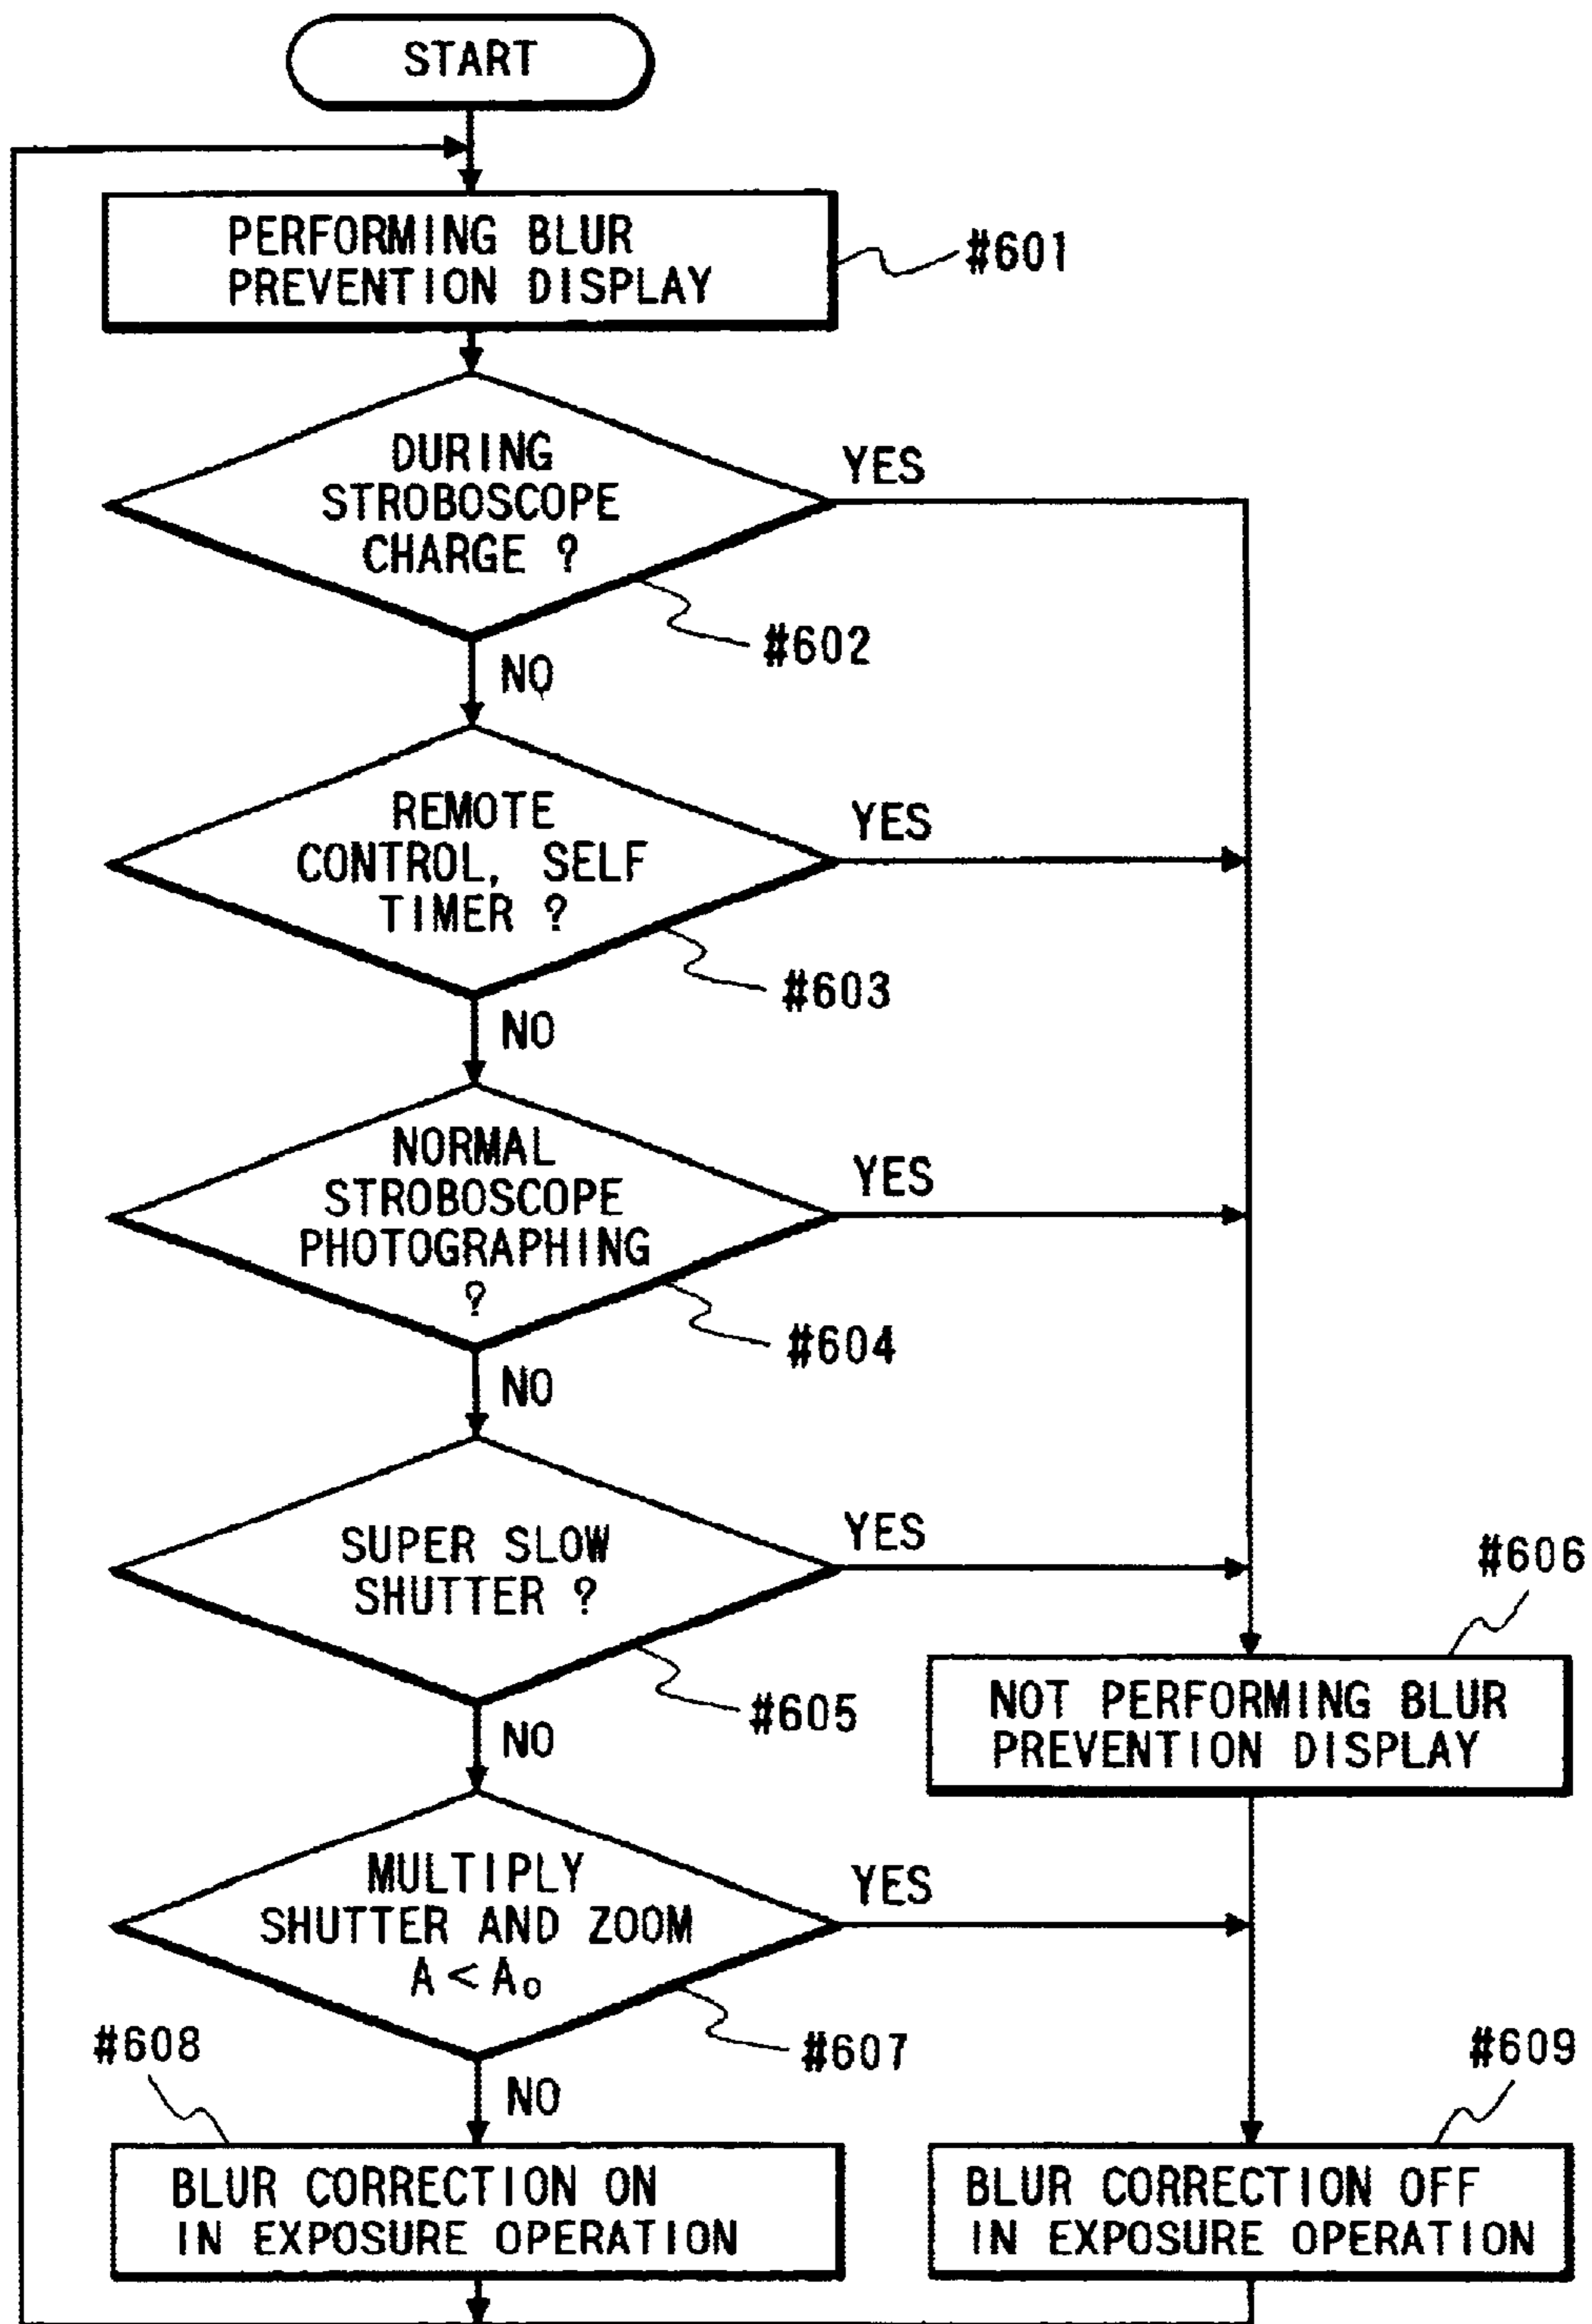 START
PERFORMING BLUR
PREVENTION DISPLAY
#601
DURING
STROBOSCOPE
CHARGE ?
YES
#602
NO
REMOTE
CONTROL, SELF
TIMER ?
YES
#603
NO
NORMAL
STROBOSCOPE
PHOTOGRAPHING
?
YES
#604
NO
SUPER SLOW
SHUTTER ?
YES
#605
NO
#606
NOT PERFORMING BLUR
PREVENTION DISPLAY
MULTIPLY
SHUTTER AND ZOOM
A < A₀
YES
#607
NO
#608
BLUR CORRECTION ON
IN EXPOSURE OPERATION
#609
BLUR CORRECTION OFF
IN EXPOSURE OPERATION